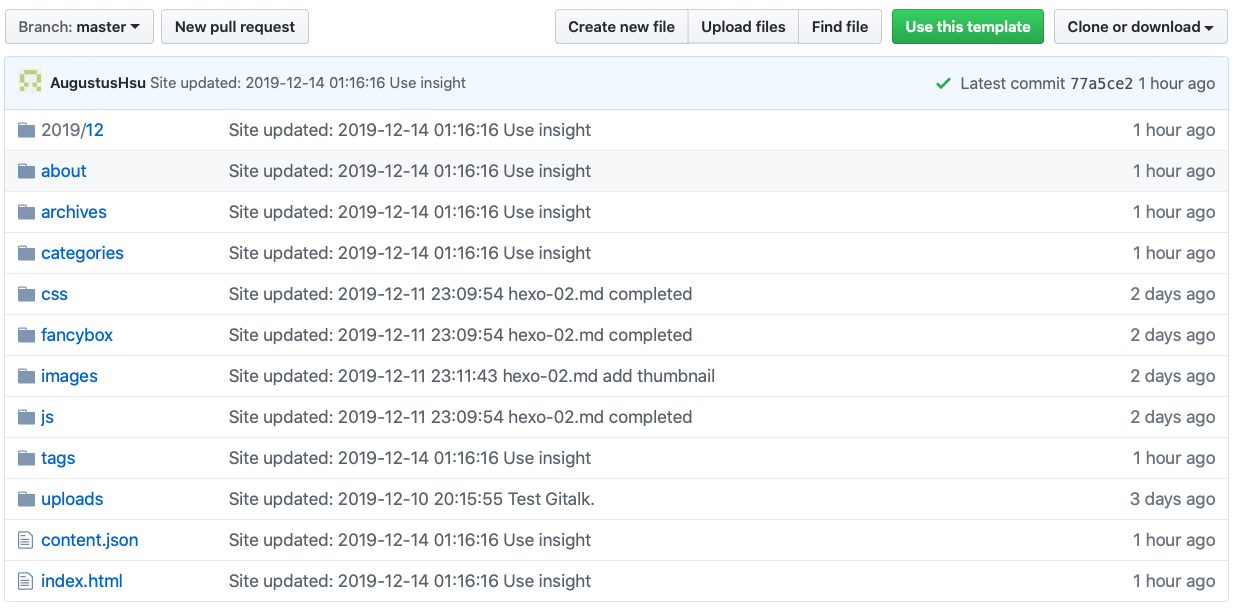 Branch: master New pull request Create new file Upload files Find file Use this template Clone or download
AugustusHsu Site updated: 2019-12-14 01:16:16 Use insight Latest commit 77a5ce2 1 hour ago
2019/12 Site updated: 2019-12-14 01:16:16 Use insight 1 hour ago
about Site updated: 2019-12-14 01:16:16 Use insight 1 hour ago
archives Site updated: 2019-12-14 01:16:16 Use insight 1 hour ago
categories Site updated: 2019-12-14 01:16:16 Use insight 1 hour ago
css Site updated: 2019-12-11 23:09:54 hexo-02.md completed 2 days ago
fancybox Site updated: 2019-12-11 23:09:54 hexo-02.md completed 2 days ago
images Site updated: 2019-12-11 23:11:43 hexo-02.md add thumbnail 2 days ago
js Site updated: 2019-12-11 23:09:54 hexo-02.md completed 2 days ago
tags Site updated: 2019-12-14 01:16:16 Use insight 1 hour ago
uploads Site updated: 2019-12-10 20:15:55 Test Gitalk. 3 days ago
content.json Site updated: 2019-12-14 01:16:16 Use insight 1 hour ago
index.html Site updated: 2019-12-14 01:16:16 Use insight 1 hour ago